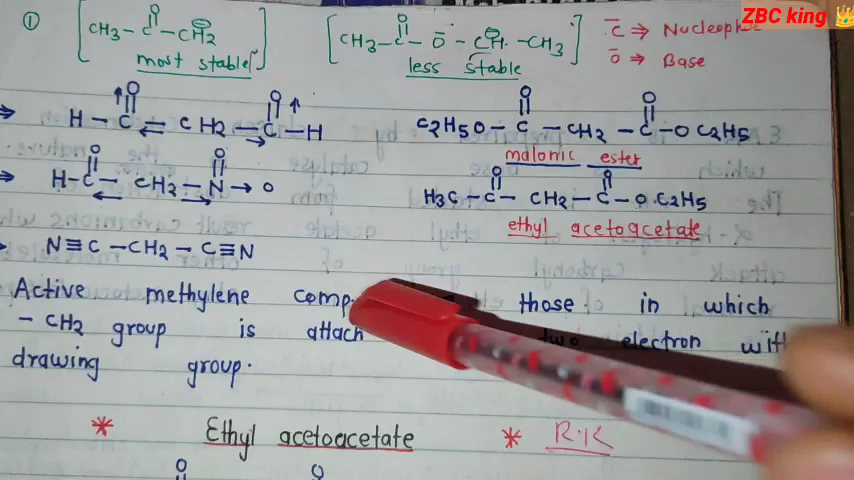 ZBC king 👑
① [CH3 – C(=O) – CH2⊖] [CH3 – C(=O) – Ö – CH – CH3] C̄ ⇒
most stable less stable ō ⇒ Base
⇒ H – C(=O) – CH2 – C(=O) – H C2H5O – C(=O) – CH2 – C(=O) – O C2H5
malonic ester
⇒ H–C(=O) – CH2 – N(=O) → O H3C – C(=O) – CH2 – C(=O) – O.C2H5
ethyl acetoacetate
N≡C – CH2 – C≡N
Active methylene comp. those in which
– CH2 group is attach two electron with
drawing group.
* Ethyl acetoacetate * R.K
O O